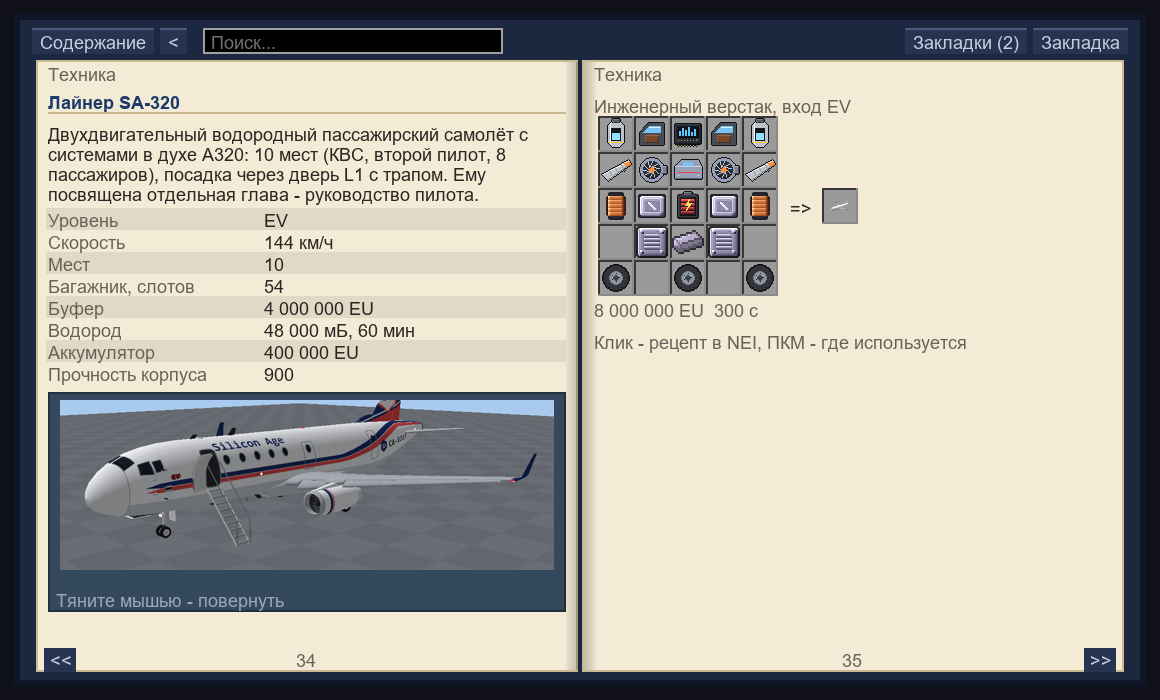 Содержание
<
Поиск...
Закладки (2)
Закладка
Техника
Лайнер SA-320
Двухдвигательный водородный пассажирский самолёт с
системами в духе А320: 10 мест (КВС, второй пилот, 8
пассажиров), посадка через дверь L1 с трапом. Ему
посвящена отдельная глава - руководство пилота.
Уровень EV
Скорость 144 км/ч
Мест 10
Багажник, слотов 54
Буфер 4 000 000 EU
Водород 48 000 мБ, 60 мин
Аккумулятор 400 000 EU
Прочность корпуса 900
Silicon Age
Тяните мышью - повернуть
<<
34
Техника
Инженерный верстак, вход EV
=>
8 000 000 EU 300 с
Клик - рецепт в NEI, ПКМ - где используется
35
>>